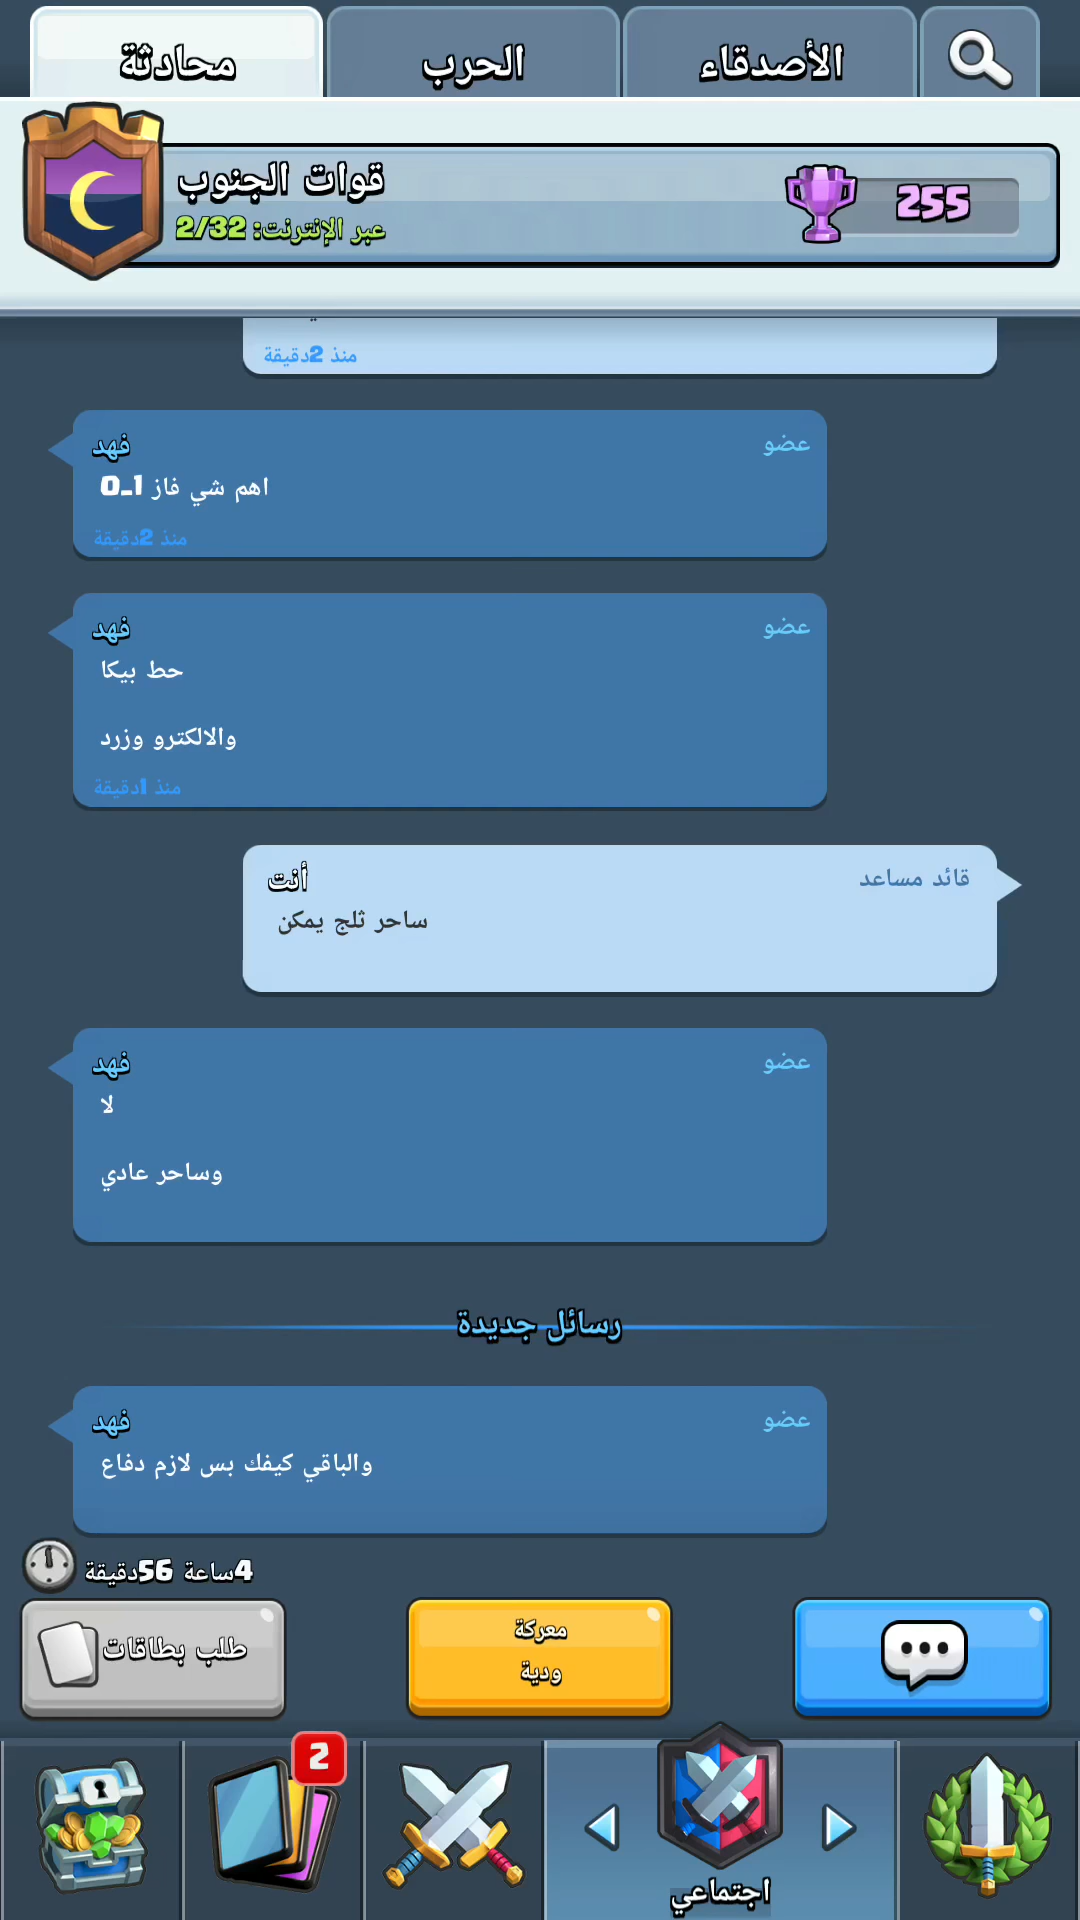 محادثة
الحرب
الأصدقاء
قوات الجنوب
عبر الإنترنت: 2/32
255
منذ 2دقيقة
فهد
عضو
اهم شي فاز 1_0
منذ 2دقيقة
فهد
عضو
حط بيكا
والالكترو وزرد
منذ 1دقيقة
أنت
قائد مساعد
ساحر ثلج يمكن
فهد
عضو
لا
وساحر عادي
رسائل جديدة
فهد
عضو
والباقي كيفك بس لازم دفاع
4ساعة 56دقيقة
طلب بطاقات
معركة
ودية
2
اجتماعي